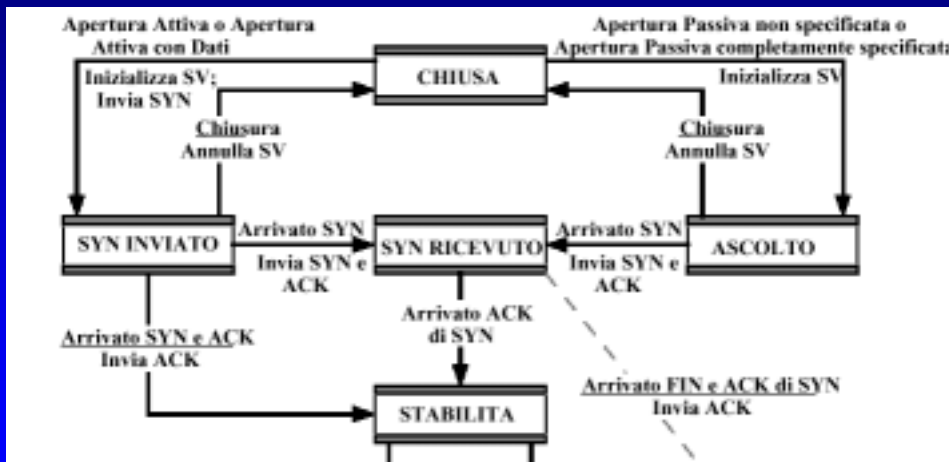 Apertura Attiva o Apertura
Attiva con Dati
Apertura Passiva non specificata o
Apertura Passiva completamente specificata
Inizializza SV;
Invia SYN
CHIUSA
Inizializza SV
Chiusura
Annulla SV
Chiusura
Annulla SV
SYN INVIATO
Arrivato SYN
Invia SYN e
ACK
SYN RICEVUTO
Arrivato SYN
Invia SYN e
ACK
ASCOLTO
Arrivato SYN e ACK
Invia ACK
Arrivato ACK
di SYN
Arrivato FIN e ACK di SYN
Invia ACK
STABILITA